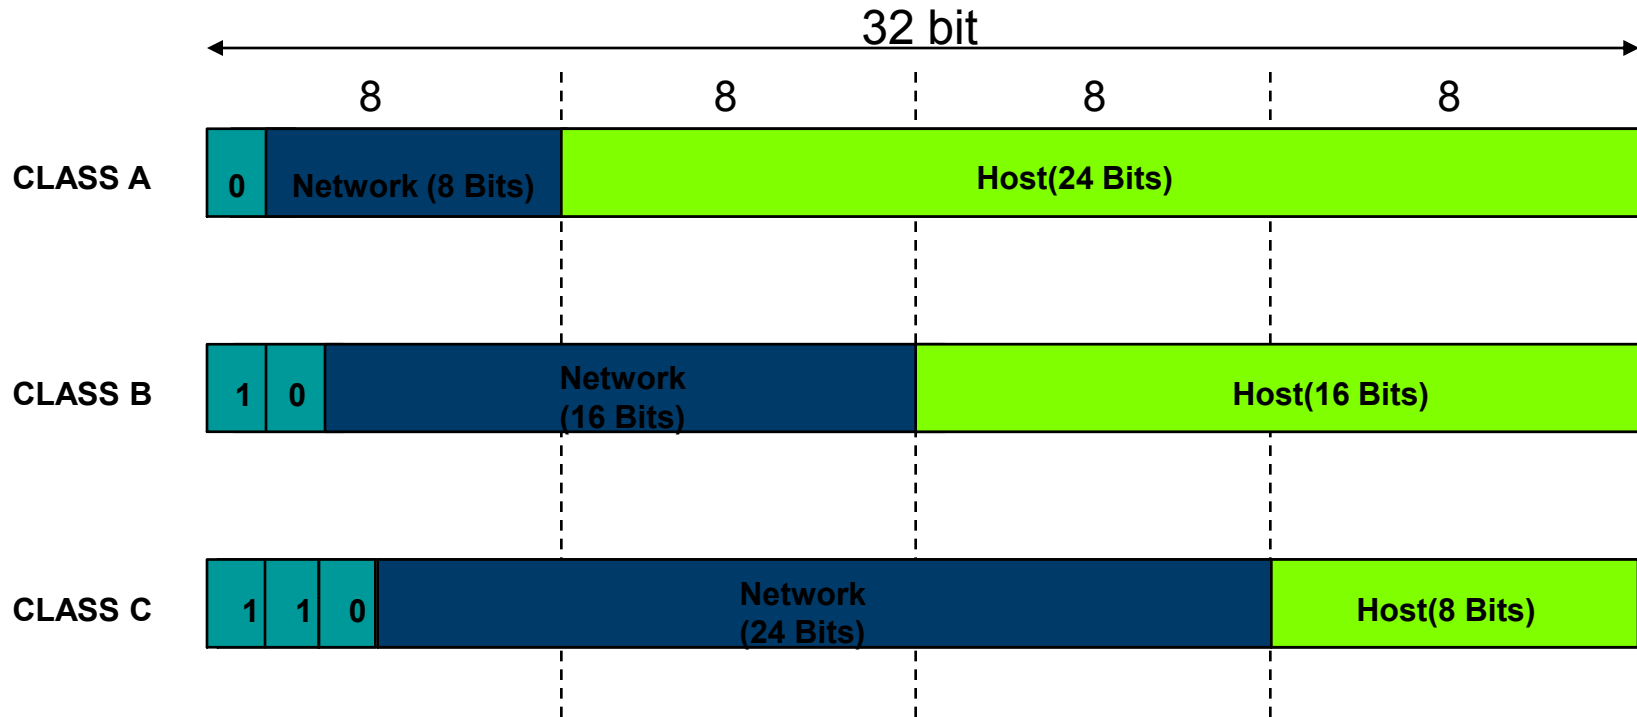 32 bit
8 8 8 8
CLASS A 0 Network (8 Bits) Host(24 Bits)
CLASS B 1 0 Network
(16 Bits) Host(16 Bits)
CLASS C 1 1 0 Network
(24 Bits) Host(8 Bits)